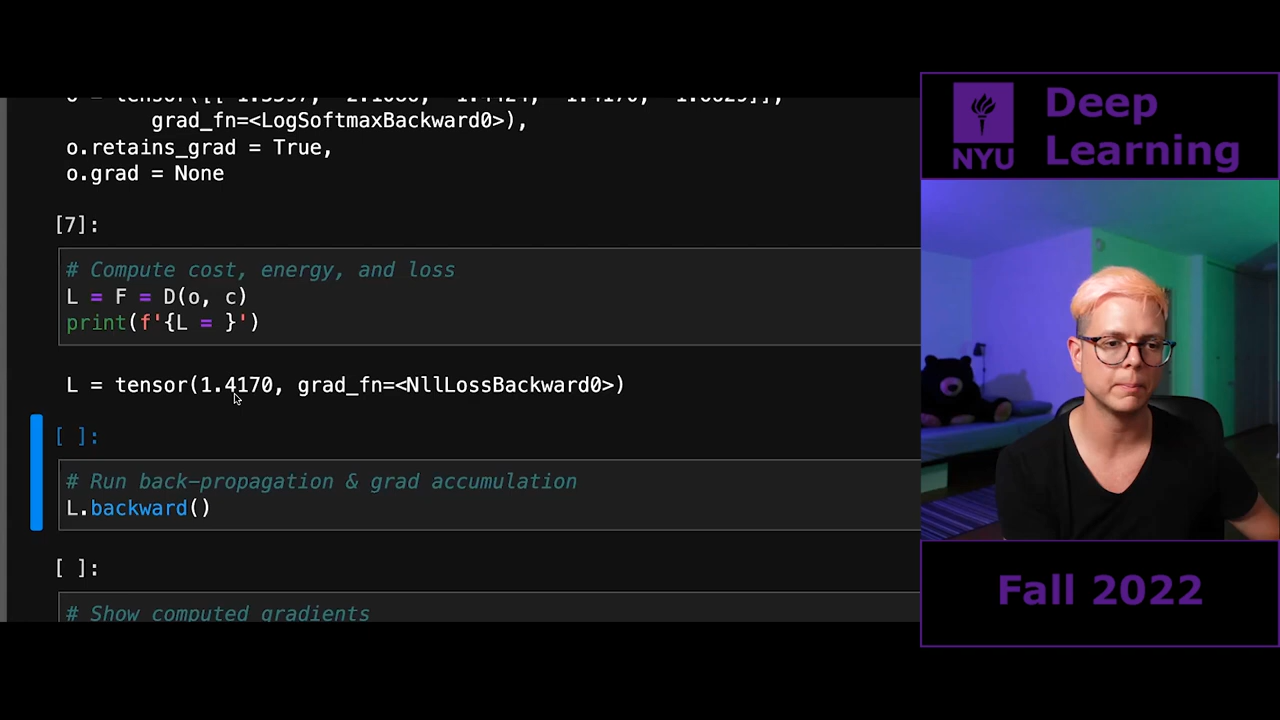 grad_fn=<LogSoftmaxBackward0>),
o.retains_grad = True,
o.grad = None
[7]:
# Compute cost, energy, and loss
L = F = D(o, c)
print(f'{L = }')
L = tensor(1.4170, grad_fn=<NllLossBackward0>)
[ ]:
# Run back-propagation & grad accumulation
L.backward()
[ ]:
# Show computed gradients
NYU
Deep
Learning
Fall 2022